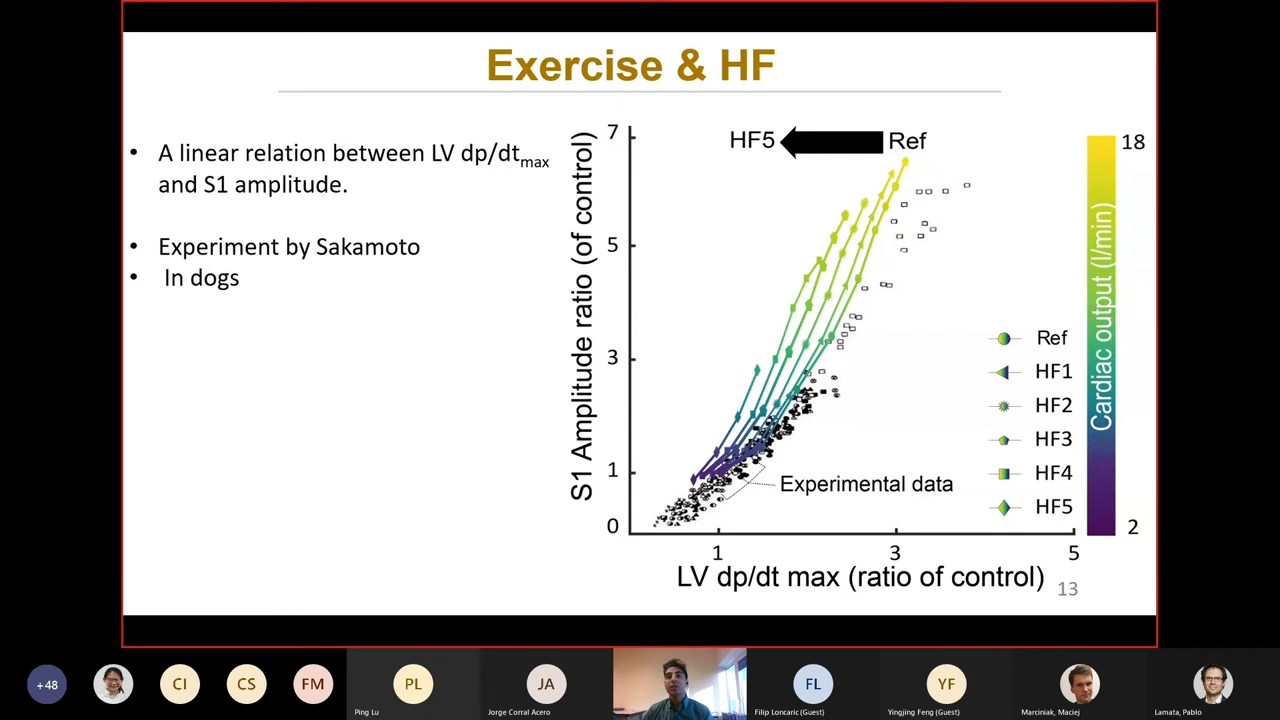 Exercise & HF
• A linear relation between LV dp/dtmax
and S1 amplitude.
• Experiment by Sakamoto
• In dogs
S1 Amplitude ratio (of control)
7
5
3
1
0
HF5
Ref
Experimental data
1
3
5
LV dp/dt max (ratio of control)
Ref
HF1
HF2
HF3
HF4
HF5
18
Cardiac output (l/min)
2
13
+48
CI
CS
FM
PL
Ping Lu
JA
Jorge Corral Acero
FL
Filip Loncaric (Guest)
YF
Yingjing Feng (Guest)
Marciniak, Maciej
Lamata, Pablo